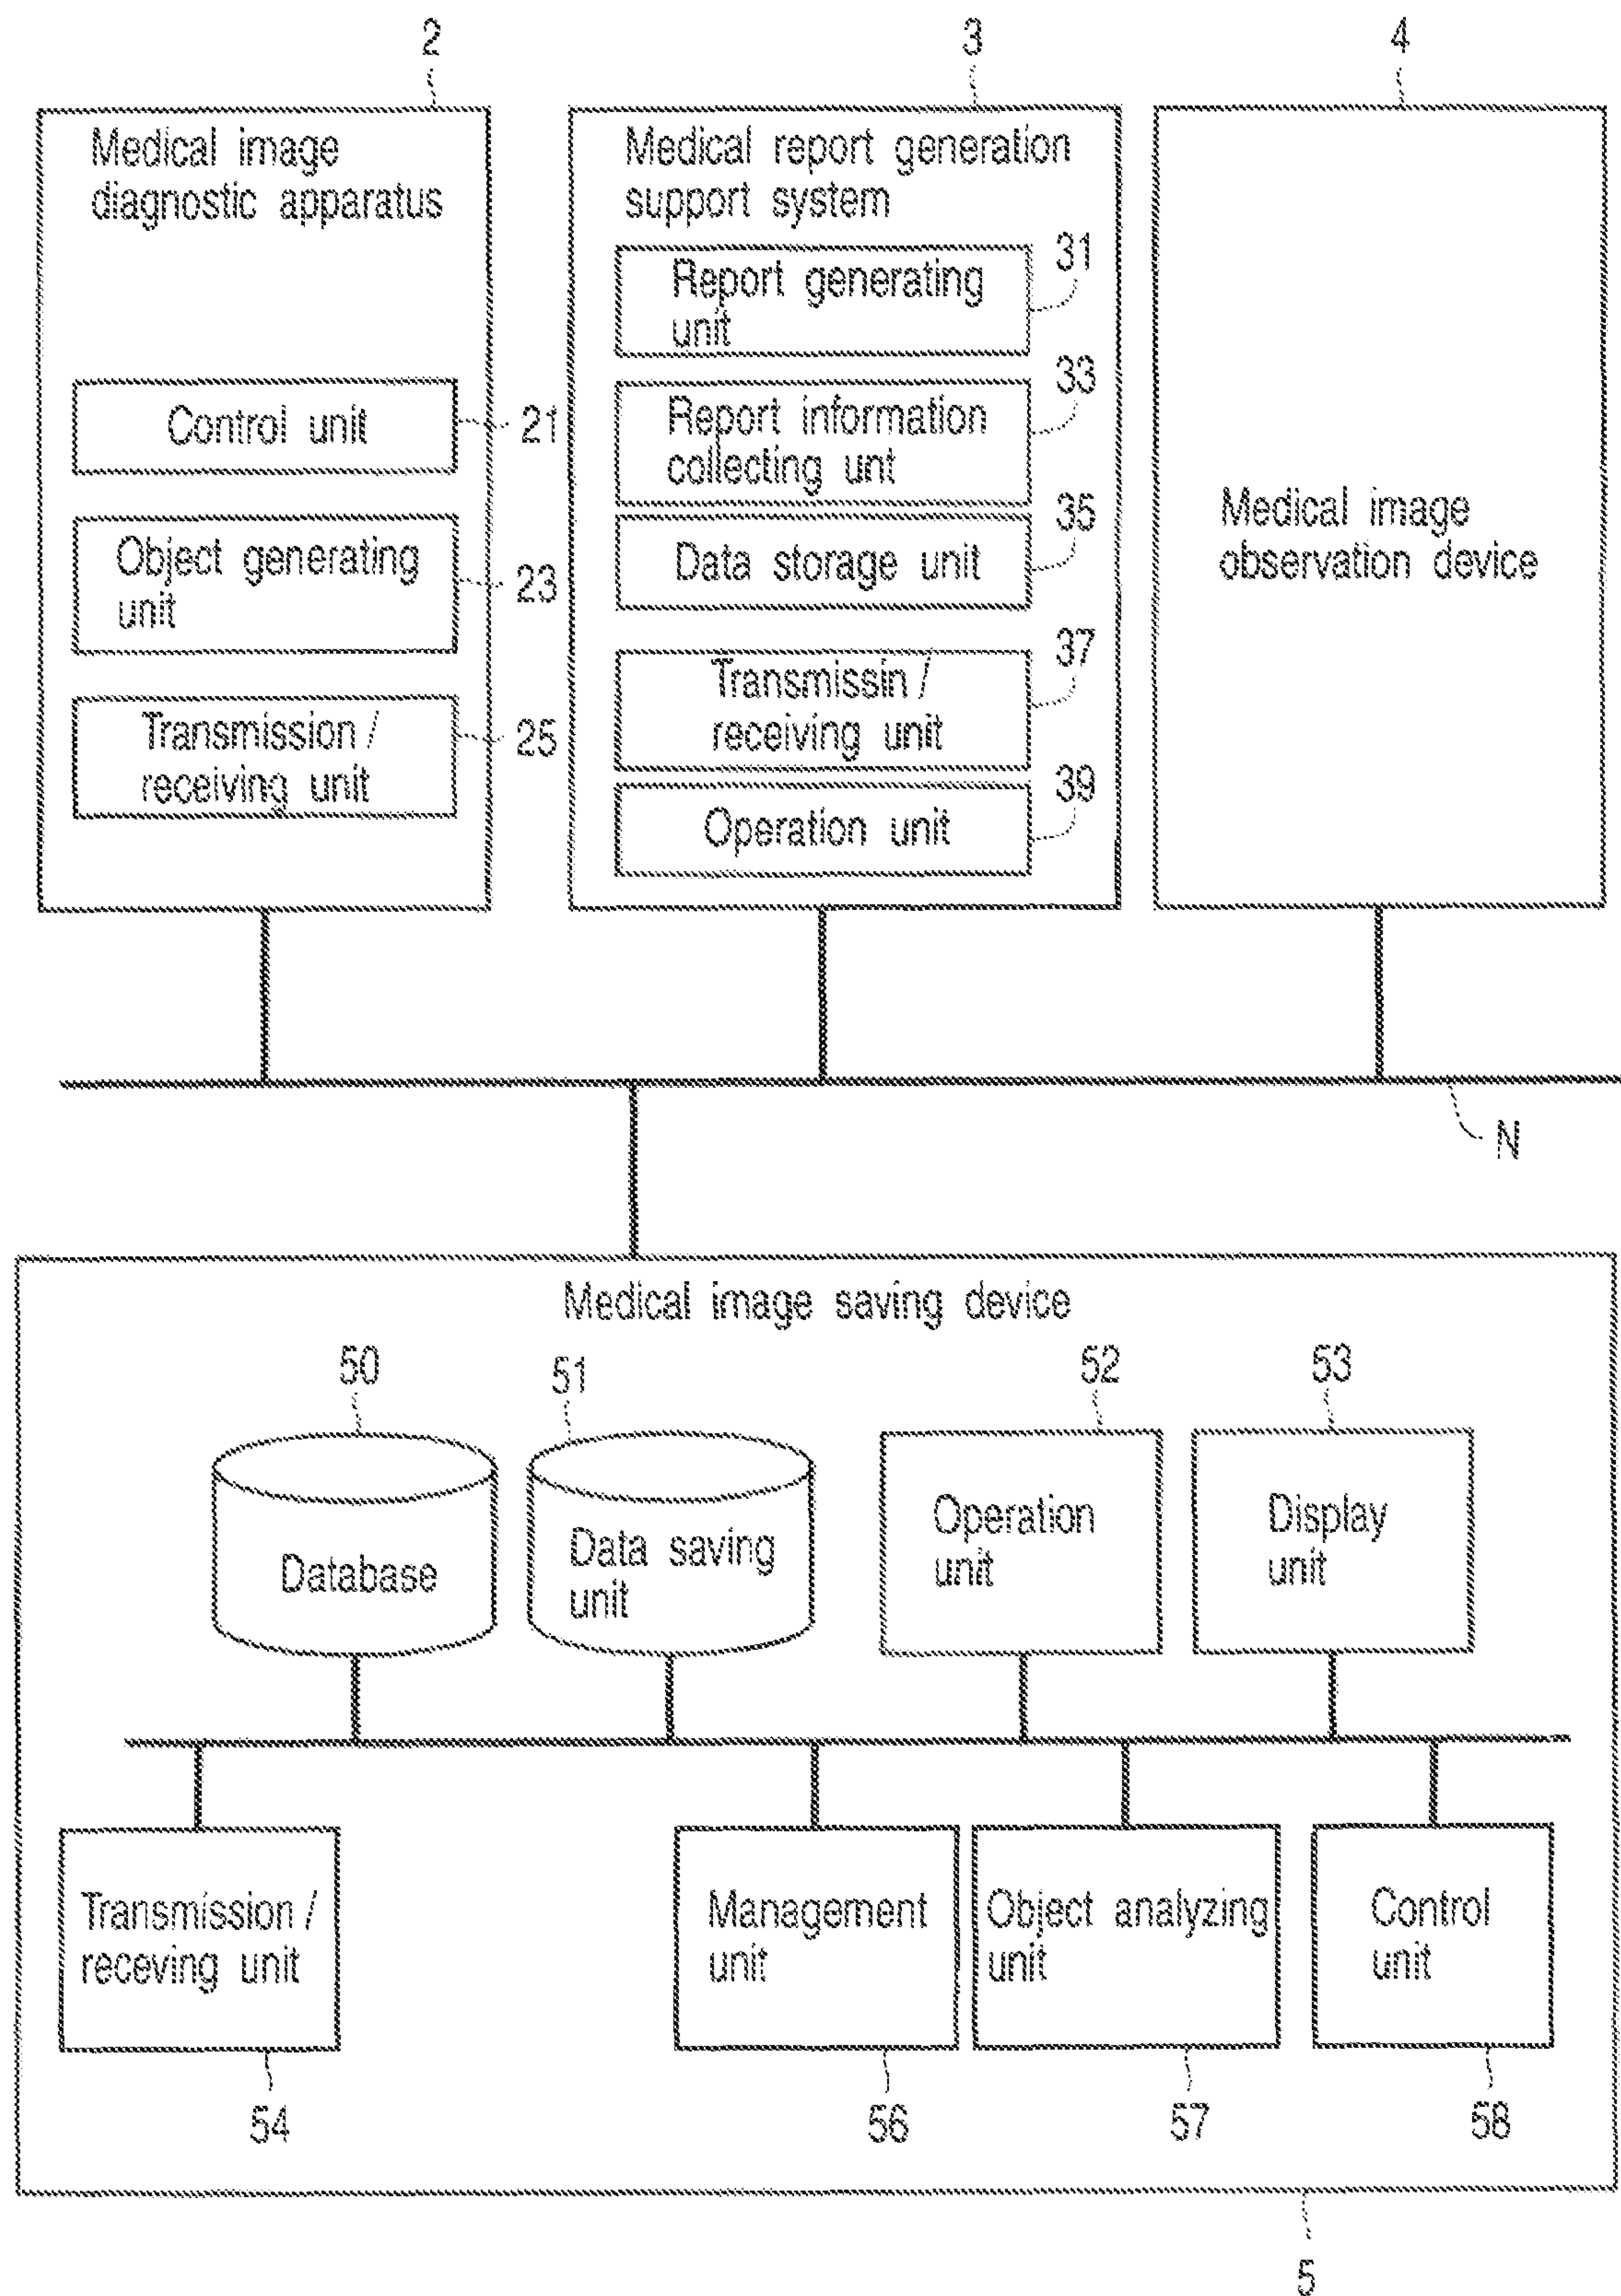 2
3
4
Medical image
diagnostic apparatus
Control unit
21
Object generating
unit
23
Transmission /
receiving unit
25
Medical report generation
support system
Report generating
unit
31
Report information
collecting unt
33
Data storage unit
35
Transmissin /
receiving unit
37
Operation unit
39
Medical image
observation device
N
Medical image saving device
50
51
52
53
Database
Data saving
unit
Operation
unit
Display
unit
Transmission /
receving unit
Management
unit
Object analyzing
unit
Control
unit
54
56
57
58
5